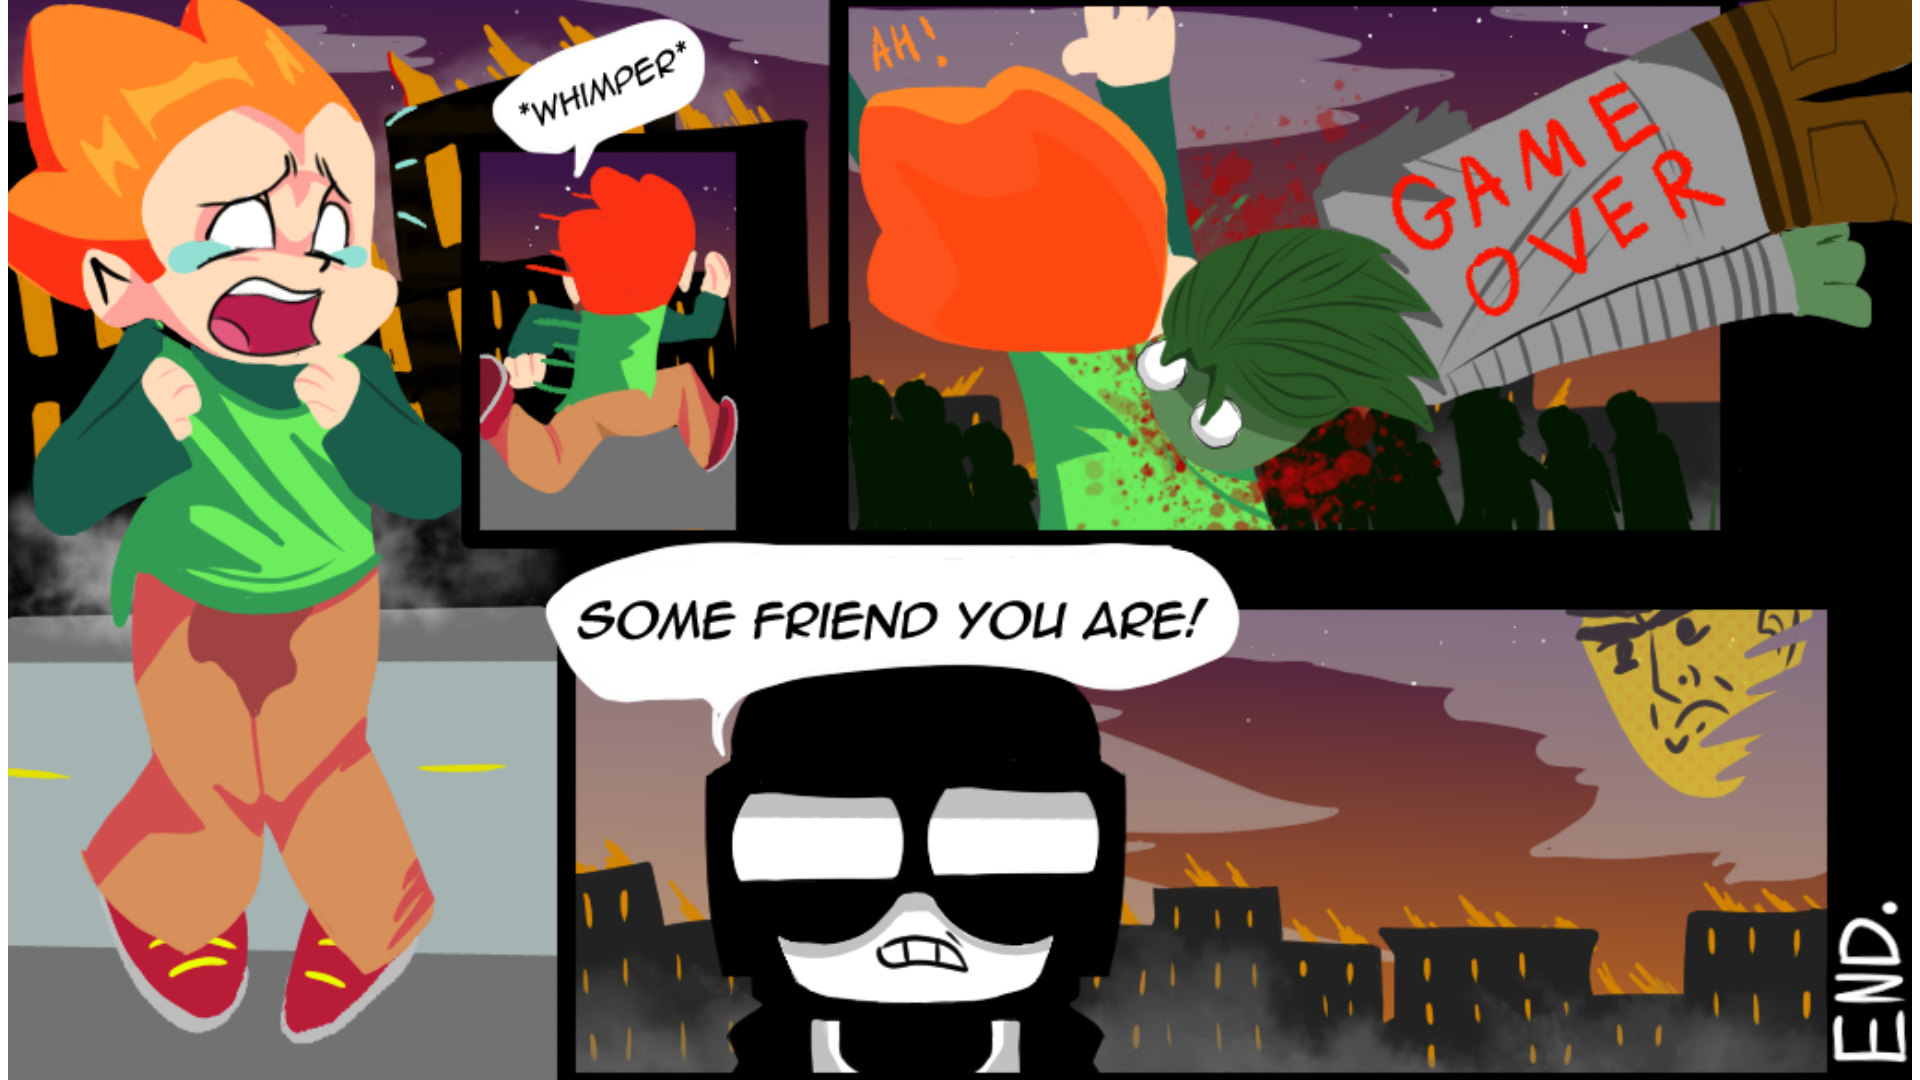 *WHIMPER*
AH!
GAME
OVER
SOME FRIEND YOU ARE!
END.